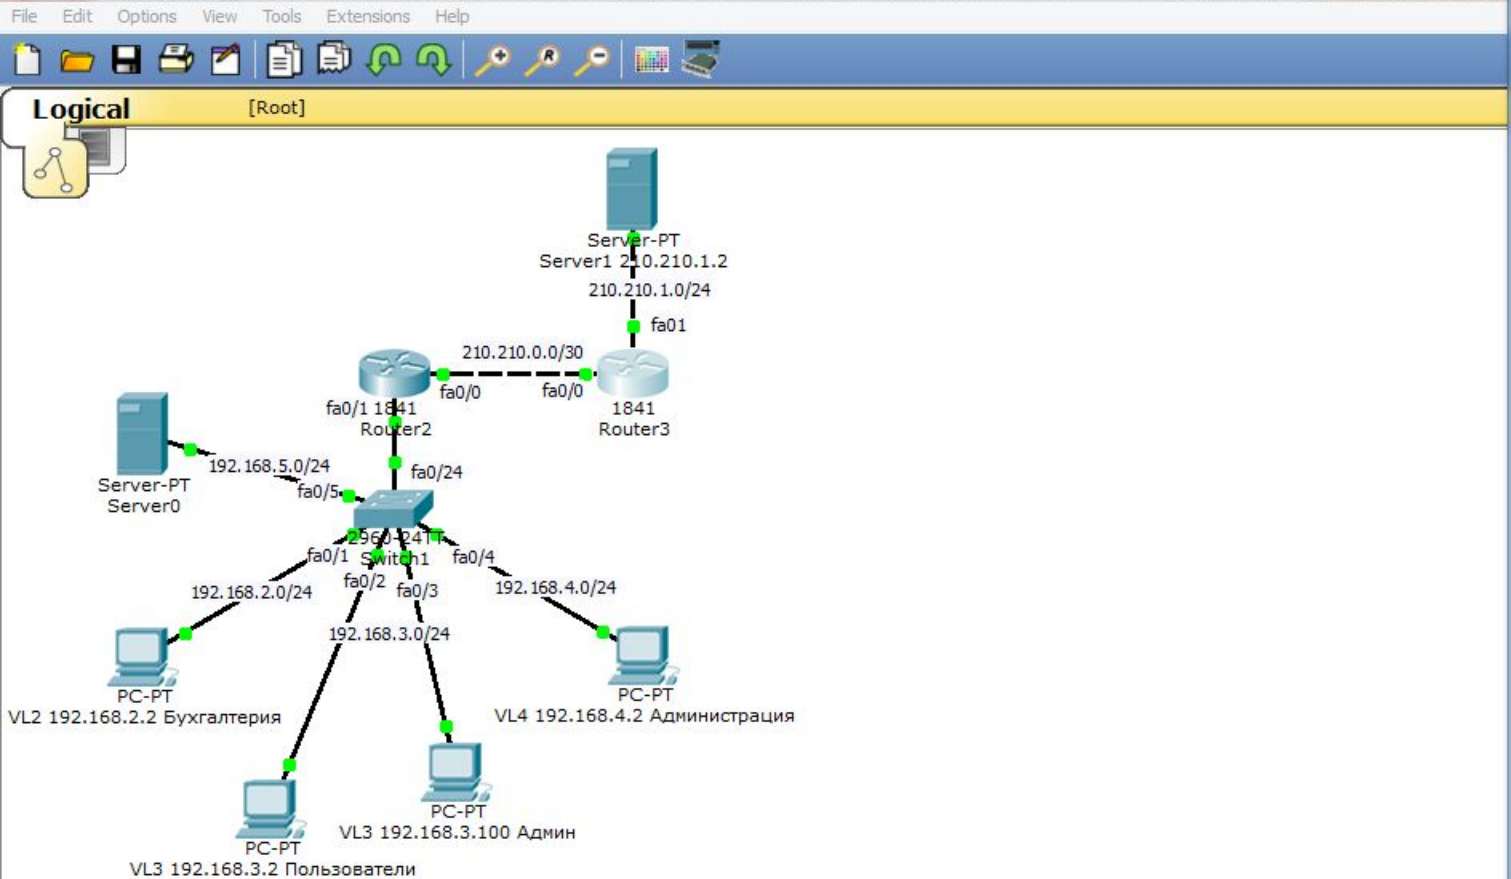 File Edit Options View Tools Extensions Help
R
Logical
[Root]
Server-PT
Server1 210.210.1.2
210.210.1.0/24
fa01
210.210.0.0/30
fa0/0
fa0/0
fa0/1 1841
Router2
1841
Router3
fa0/24
192.168.5.0/24
Server-PT
Server0
fa0/5
2960-24TT
Switch1
fa0/1
fa0/2
fa0/3
fa0/4
192.168.2.0/24
192.168.4.0/24
192.168.3.0/24
PC-PT
VL2 192.168.2.2 Бухгалтерия
PC-PT
VL4 192.168.4.2 Администрация
PC-PT
VL3 192.168.3.100 Админ
PC-PT
VL3 192.168.3.2 Пользователи